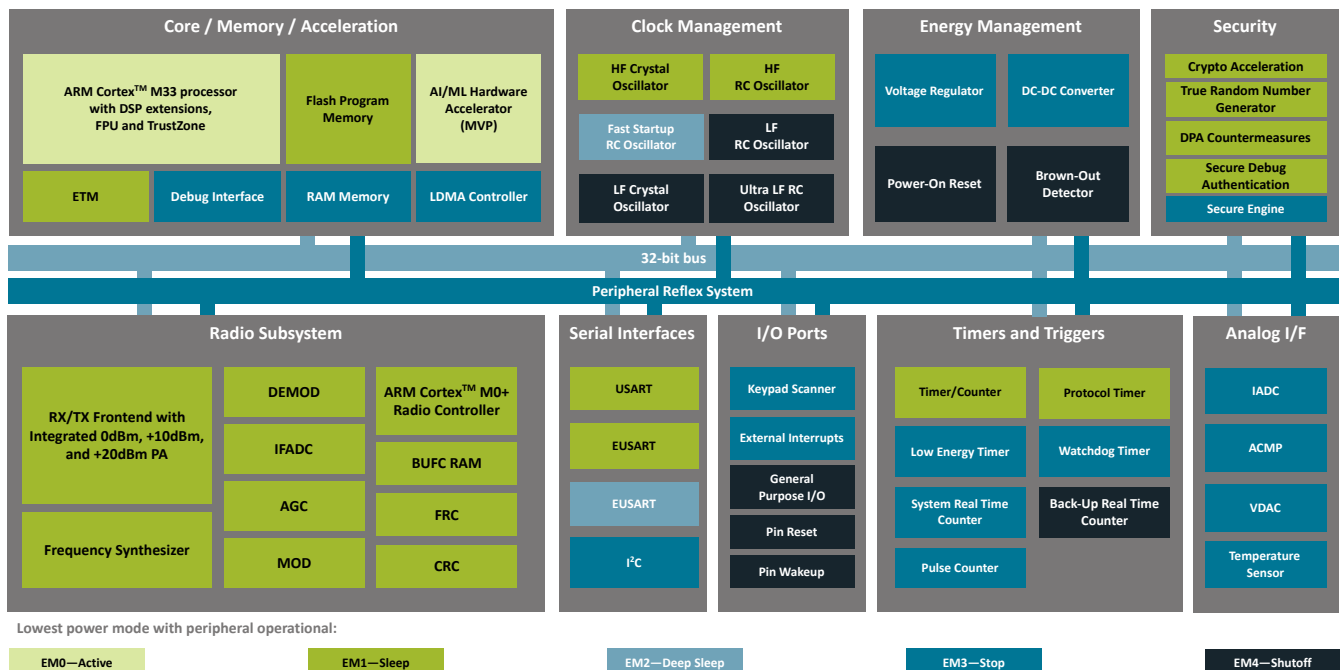 Core / Memory / Acceleration
ARM Cortex™ M33 processor
with DSP extensions,
FPU and TrustZone
Flash Program
Memory
AI/ML Hardware
Accelerator
(MVP)
ETM
Debug Interface
RAM Memory
LDMA Controller
Clock Management
HF Crystal
Oscillator
HF
RC Oscillator
Fast Startup
RC Oscillator
LF
RC Oscillator
LF Crystal
Oscillator
Ultra LF RC
Oscillator
Energy Management
Voltage Regulator
DC-DC Converter
Power-On Reset
Brown-Out
Detector
Security
Crypto Acceleration
True Random Number
Generator
DPA Countermeasures
Secure Debug
Authentication
Secure Engine
32-bit bus
Peripheral Reflex System
Radio Subsystem
RX/TX Frontend with
Integrated 0dBm, +10dBm,
and +20dBm PA
Frequency Synthesizer
DEMOD
IFADC
AGC
MOD
ARM Cortex™ M0+
Radio Controller
BUFC RAM
FRC
CRC
Serial Interfaces
USART
EUSART
EUSART
I²C
I/O Ports
Keypad Scanner
External Interrupts
General
Purpose I/O
Pin Reset
Pin Wakeup
Timers and Triggers
Timer/Counter
Protocol Timer
Low Energy Timer
Watchdog Timer
System Real Time
Counter
Back-Up Real Time
Counter
Pulse Counter
Analog I/F
IADC
ACMP
VDAC
Temperature
Sensor
Lowest power mode with peripheral operational:
EM0—Active
EM1—Sleep
EM2—Deep Sleep
EM3—Stop
EM4—Shutoff